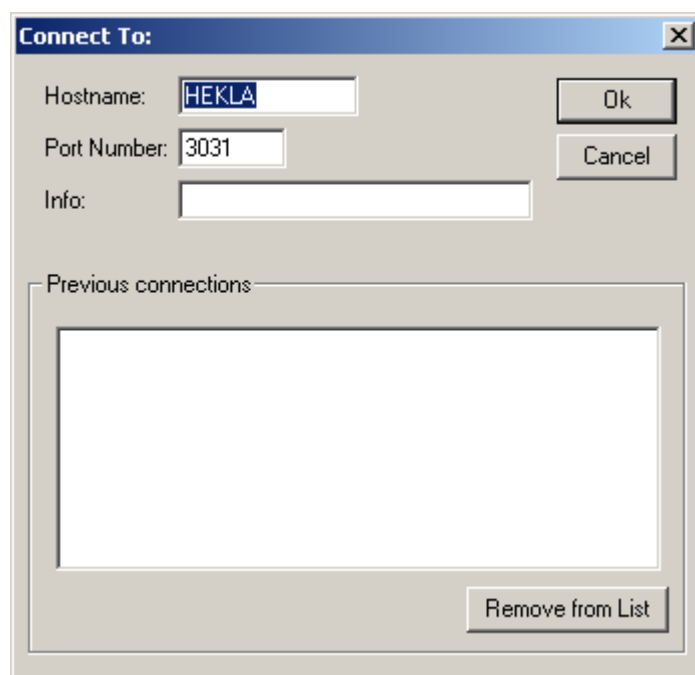 Connect To:
Hostname: HEKLA
Ok
Port Number: 3031
Cancel
Info:
Previous connections
Remove from List